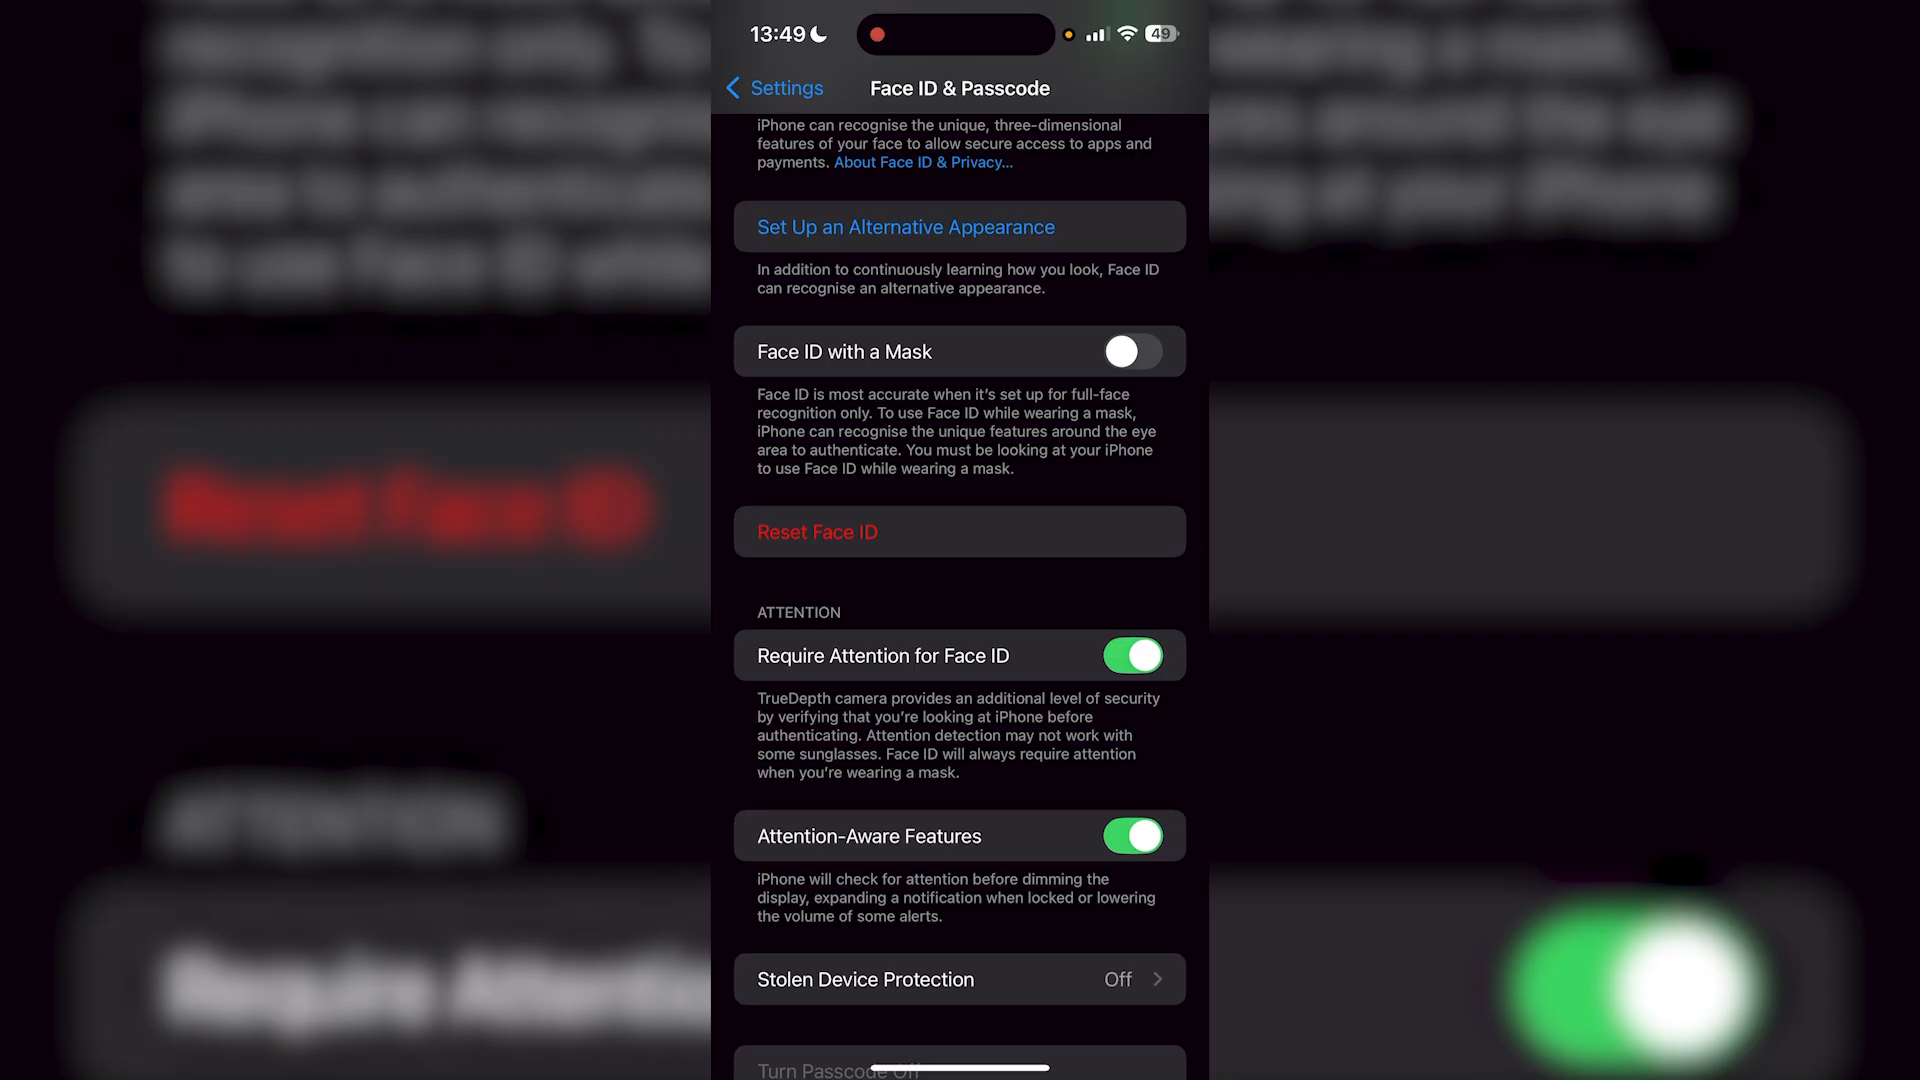 13:49
49
Settings
Face ID & Passcode
iPhone can recognise the unique, three-dimensional
features of your face to allow secure access to apps and
payments. About Face ID & Privacy...
Set Up an Alternative Appearance
In addition to continuously learning how you look, Face ID
can recognise an alternative appearance.
Face ID with a Mask
Face ID is most accurate when it’s set up for full-face
recognition only. To use Face ID while wearing a mask,
iPhone can recognise the unique features around the eye
area to authenticate. You must be looking at your iPhone
to use Face ID while wearing a mask.
Reset Face ID
ATTENTION
Require Attention for Face ID
TrueDepth camera provides an additional level of security
by verifying that you’re looking at iPhone before
authenticating. Attention detection may not work with
some sunglasses. Face ID will always require attention
when you’re wearing a mask.
Attention-Aware Features
iPhone will check for attention before dimming the
display, expanding a notification when locked or lowering
the volume of some alerts.
Stolen Device Protection
Off
Turn Passcode Off